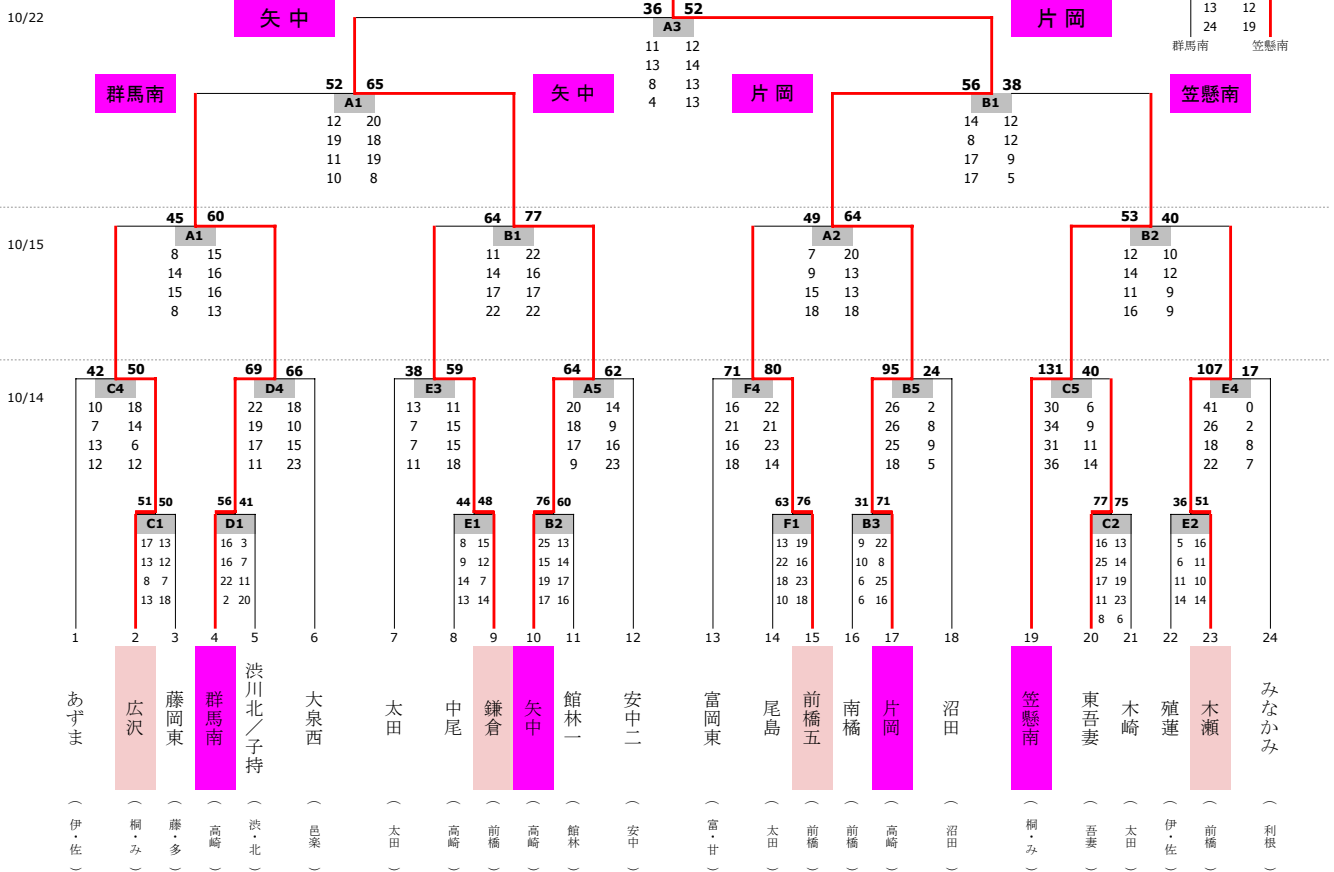 10/22
矢 中
36 52
片 岡
A3
11 12
13 14
8 13
4 13
13 12
24 19
群馬南 笠懸南
群馬南
52 65
矢 中
片 岡
56 38
笠懸南
A1
12 20
19 18
11 19
10 8
B1
14 12
8 12
17 9
17 5
10/15
45 60
A1
8 15
14 16
15 16
8 13
64 77
B1
11 22
14 16
17 17
22 22
49 64
A2
7 20
9 13
15 13
18 18
53 40
B2
12 10
14 12
11 9
16 9
10/14
42 50
C4
10 18
7 14
13 6
12 12
69 66
D4
22 18
19 10
17 15
11 23
38 59
E3
13 11
7 15
7 15
11 18
64 62
A5
20 14
18 9
17 16
9 23
71 80
F4
16 22
21 21
16 23
18 14
95 24
B5
26 2
26 8
25 9
18 5
131 40
C5
30 6
34 9
31 11
36 14
107 17
E4
41 0
26 2
18 8
22 7
51 50
C1
17 13
13 12
8 7
13 18
56 41
D1
16 3
16 7
22 11
2 20
44 48
E1
8 15
9 12
14 7
13 14
76 60
B2
25 13
15 14
19 17
17 16
63 76
F1
13 19
22 16
18 23
10 18
31 71
B3
9 22
10 8
6 25
6 16
77 75
C2
16 13
25 14
17 19
11 23
8 6
36 51
E2
5 16
6 11
11 10
14 14
1 2 3 4 5 6 7 8 9 10 11 12 13 14 15 16 17 18 19 20 21 22 23 24
あずま
広沢
藤岡東
群馬南
渋川北／子持
大泉西
太田
中尾
鎌倉
矢中
館林一
安中二
富岡東
尾島
前橋五
南橘
片岡
沼田
笠懸南
東吾妻
木崎
殖蓮
木瀬
みなかみ
（伊・佐）
（桐・み）
（藤・多）
（高崎）
（渋・北）
（邑楽）
（太田）
（高崎）
（前橋）
（高崎）
（館林）
（安中）
（富・甘）
（太田）
（前橋）
（前橋）
（高崎）
（沼田）
（桐・み）
（吾妻）
（太田）
（伊・佐）
（前橋）
（利根）